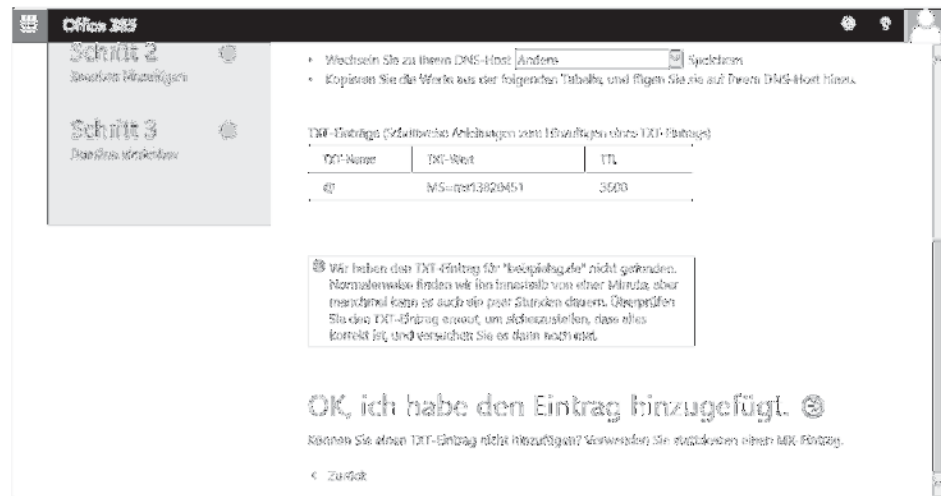 Office 365
Schritt 2
Domäne hinzufügen
Schritt 3
Domäne einrichten
Wechseln Sie zu Ihrem DNS-Host Andere Speichern
Kopieren Sie die Werte aus der folgenden Tabelle, und fügen Sie sie auf Ihrem DNS-Host hinzu.
TXT-Einträge (Schrittweise Anleitungen zum Hinzufügen eines TXT-Eintrags)
TXT-Name TXT-Wert TTL
@ MS=ms13820451 3600
Wir haben den TXT-Eintrag für "beispielag.de" nicht gefunden.
Normalerweise finden wir ihn innerhalb von einer Minute, aber
manchmal kann es auch ein paar Stunden dauern. Überprüfen
Sie den TXT-Eintrag erneut, um sicherzustellen, dass alles
korrekt ist, und versuchen Sie es dann noch mal.
OK, ich habe den Eintrag hinzugefügt.
Können Sie einen TXT-Eintrag nicht hinzufügen? Verwenden Sie stattdessen einen MX-Eintrag.
< Zurück